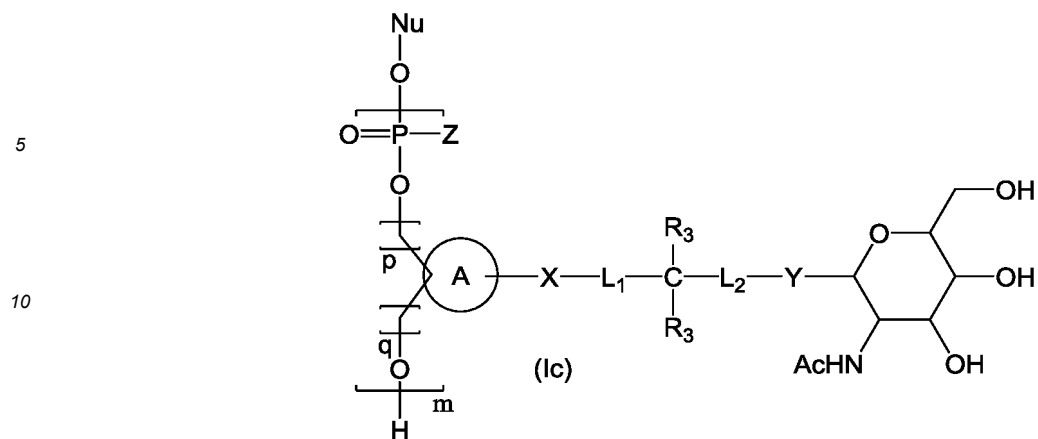 Nu
O
5
O=P-Z
O
OH
R3
O
p
A
X
L1
C
L2
Y
OH
10
R3
q
O
(Ic)
AcHN
OH
m
H